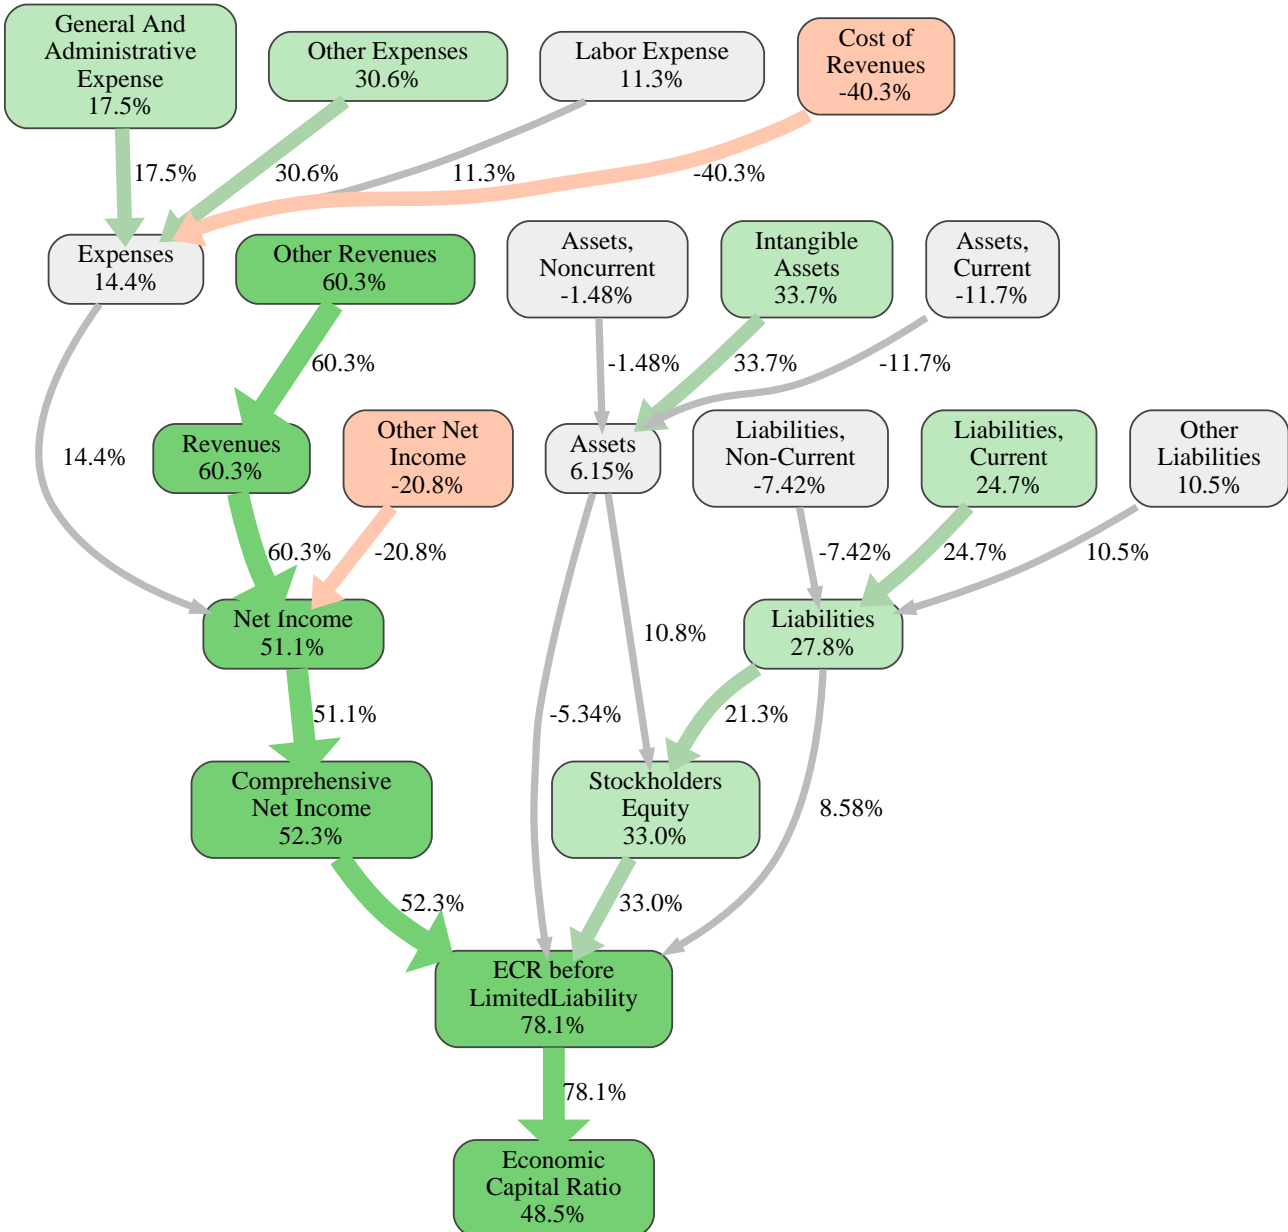 General And
Administrative
Expense
17.5%
Other Expenses
30.6%
Labor Expense
11.3%
Cost of
Revenues
-40.3%
17.5%
30.6%
11.3%
-40.3%
Expenses
14.4%
Other Revenues
60.3%
Assets,
Noncurrent
-1.48%
Intangible
Assets
33.7%
Assets,
Current
-11.7%
60.3%
-1.48%
33.7%
-11.7%
14.4%
Revenues
60.3%
Other Net
Income
-20.8%
Assets
6.15%
Liabilities,
Non-Current
-7.42%
Liabilities,
Current
24.7%
Other
Liabilities
10.5%
60.3%
-20.8%
-7.42%
24.7%
10.5%
Net Income
51.1%
10.8%
Liabilities
27.8%
51.1%
-5.34%
21.3%
Comprehensive
Net Income
52.3%
Stockholders
Equity
33.0%
8.58%
52.3%
33.0%
ECR before
LimitedLiability
78.1%
78.1%
Economic
Capital Ratio
48.5%